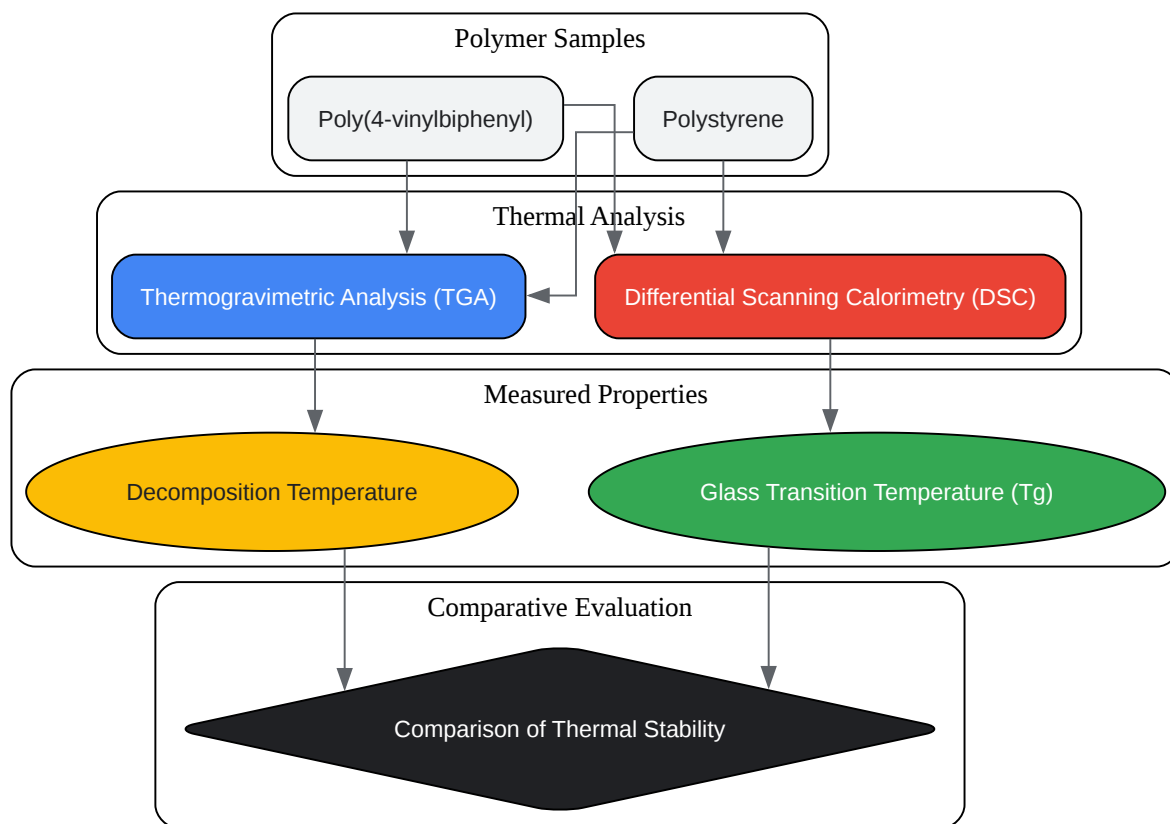 Polymer Samples
Poly(4-vinylbiphenyl)
Polystyrene
Thermal Analysis
Thermogravimetric Analysis (TGA)
Differential Scanning Calorimetry (DSC)
Measured Properties
Decomposition Temperature
Glass Transition Temperature (Tg)
Comparative Evaluation
Comparison of Thermal Stability